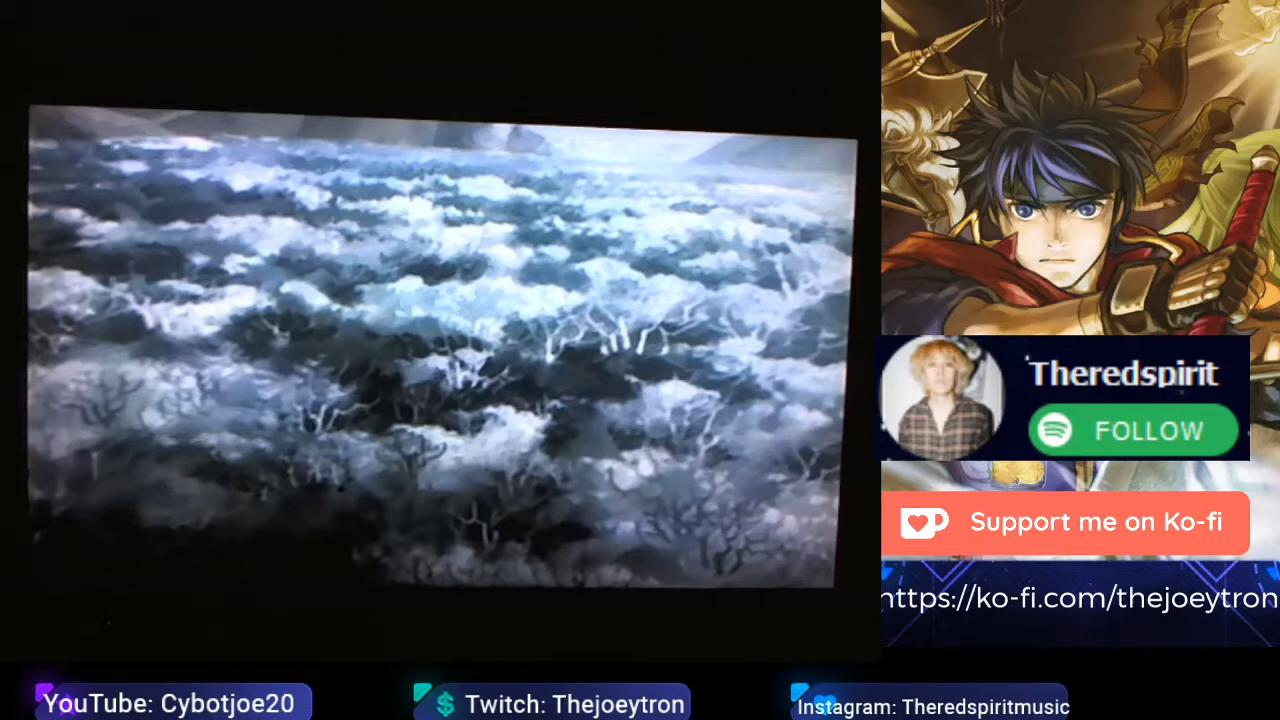 Theredspirit
FOLLOW
Support me on Ko-fi
https://ko-fi.com/thejoeytron
YouTube: Cybotjoe20
Twitch: Thejoeytron
Instagram: Theredspiritmusic